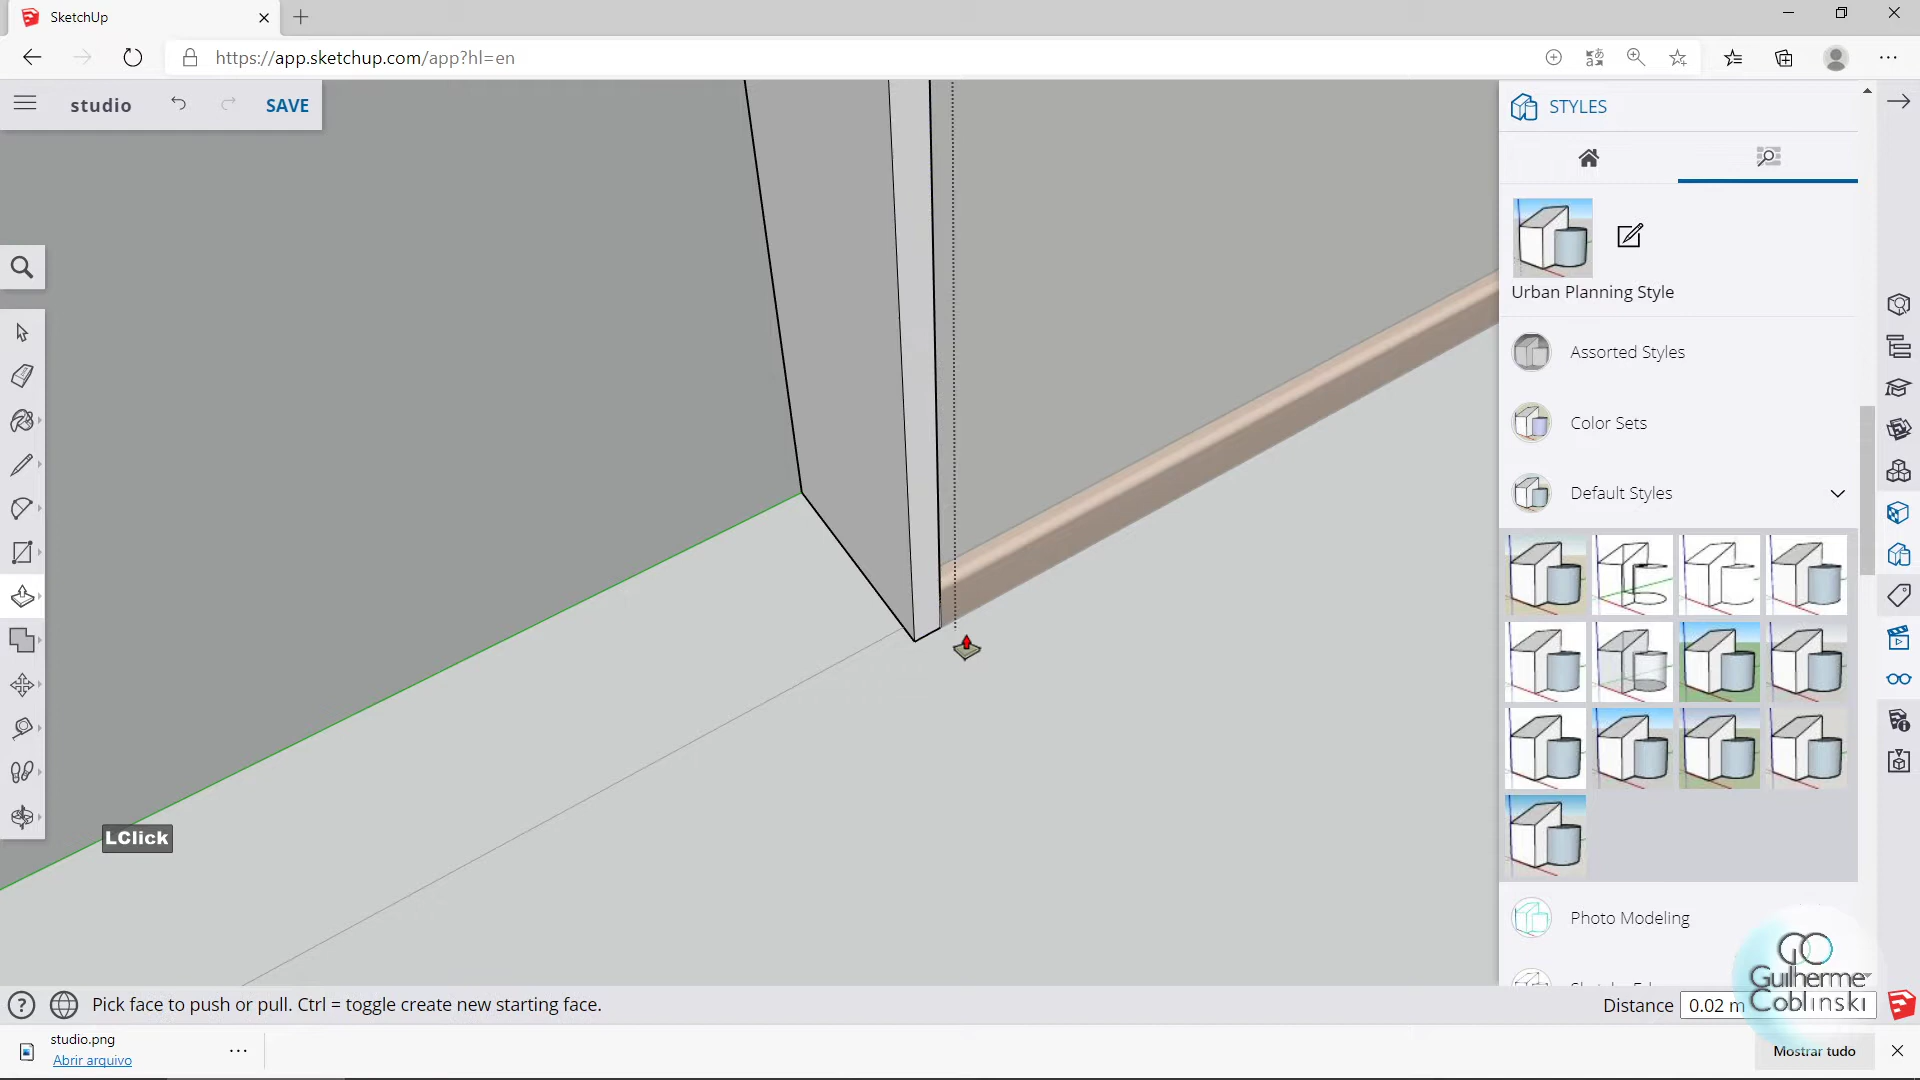 SketchUp
https://app.sketchup.com/app?hl=en
studio
SAVE
STYLES
Urban Planning Style
Assorted Styles
Color Sets
Default Styles
Photo Modeling
LClick
GC
Guilherme
Coblinski
Pick face to push or pull. Ctrl = toggle create new starting face.
Distance
0.02 m
studio.png
Abrir arquivo
Mostrar tudo